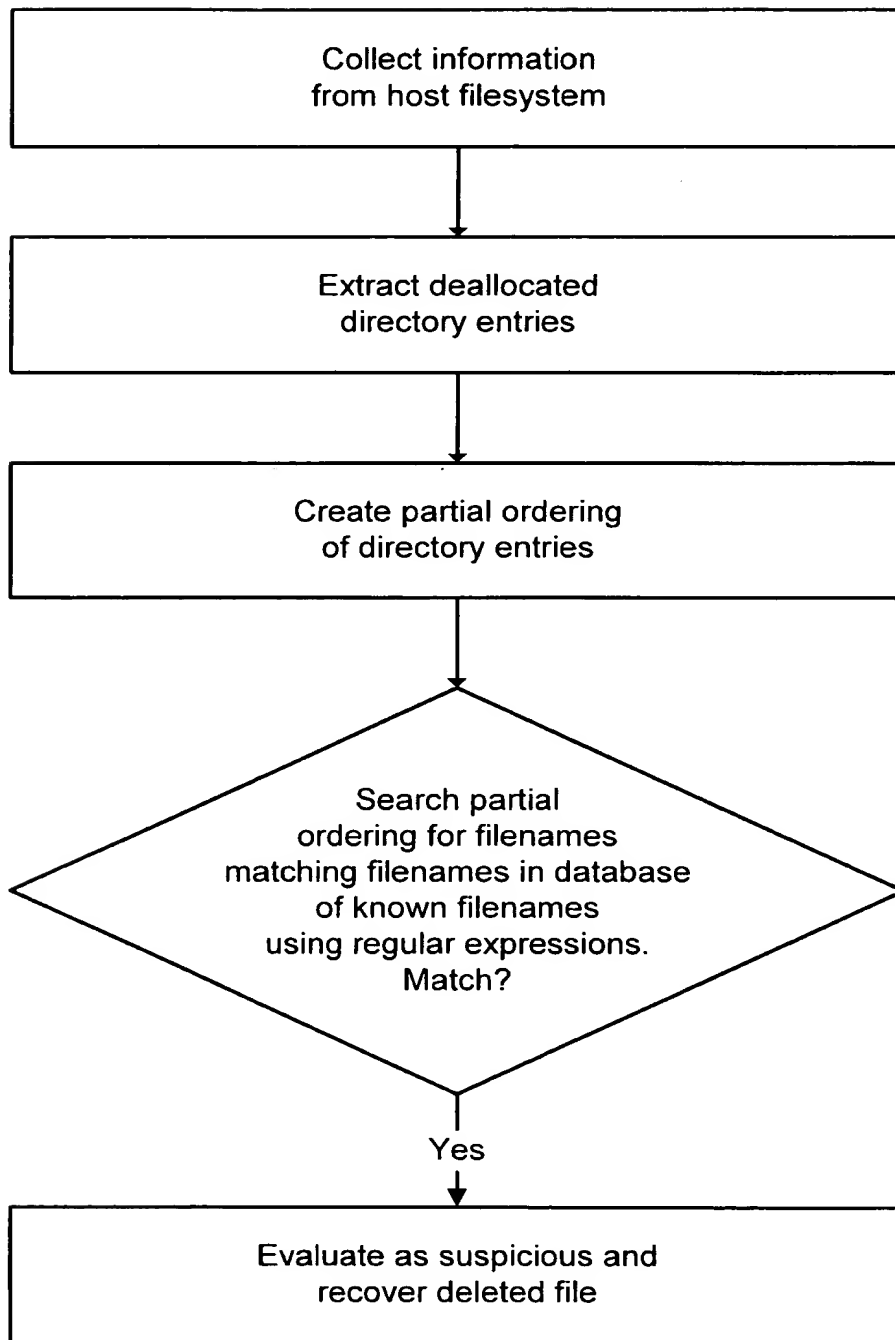 Collect information
from host filesystem
Extract deallocated
directory entries
Create partial ordering
of directory entries
Search partial
ordering for filenames
matching filenames in database
of known filenames
using regular expressions.
Match?
Yes
Evaluate as suspicious and
recover deleted file